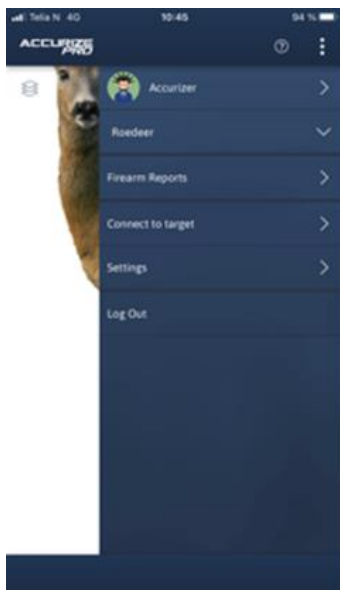 Telia N 4G 10:45 94 %
ACCURIZE
PRO
Accurizer
Roedeer
Firearm Reports
Connect to target
Settings
Log Out